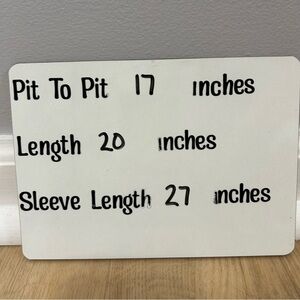 Pit To Pit 17 inches
Length 20 inches
Sleeve Length 27 inches